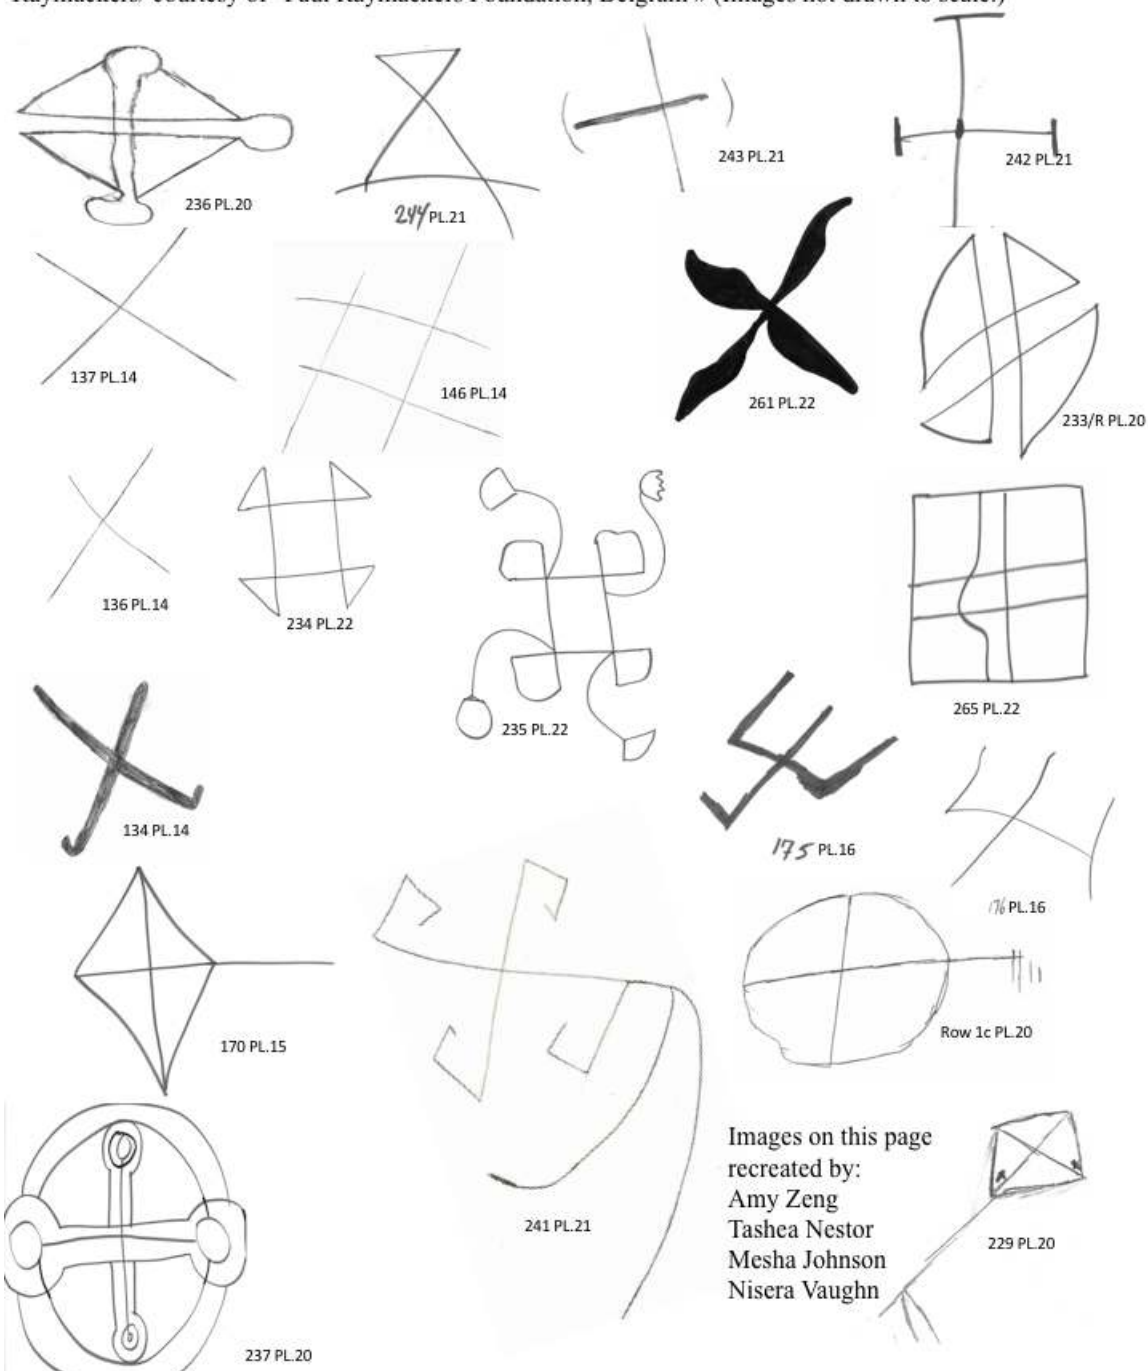 Raymaekers/ courtesy of "Paul Raymaekers Foundation, Belgium". (Images not drawn to scale.)
236 PL.20
244 PL.21
243 PL.21
242 PL.21
137 PL.14
146 PL.14
261 PL.22
233/R PL.20
136 PL.14
234 PL.22
235 PL.22
265 PL.22
134 PL.14
175 PL.16
176 PL.16
170 PL.15
241 PL.21
Row 1c PL.20
Images on this page
recreated by:
Amy Zeng
Tashea Nestor
Mesha Johnson
Nisera Vaughn
229 PL.20
237 PL.20